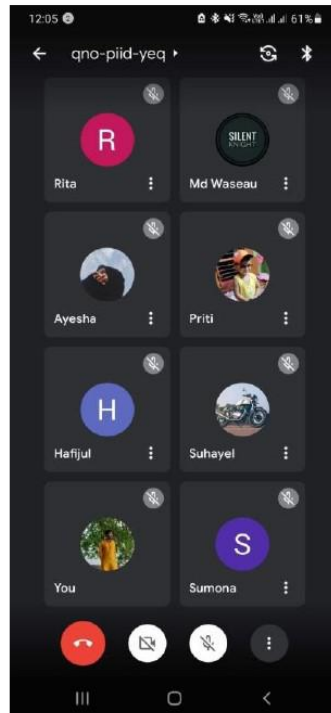 12:05 61%
qno-piid-yeq
R
SILENT
KNIGHT
Rita Md Waseau
Ayesha Priti
H
Hafijul Suhayel
S
You Sumona